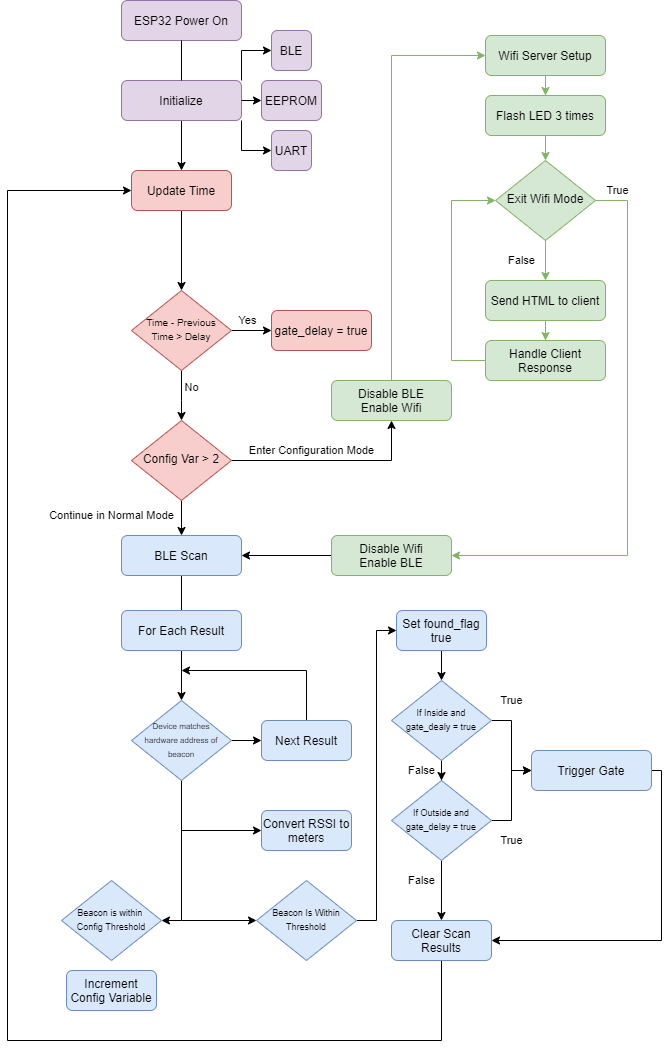 ESP32 Power On
BLE
Initialize
EEPROM
UART
Update Time
Time - Previous
Time > Delay
Yes
gate_delay = true
No
Config Var > 2
Enter Configuration Mode
Disable BLE
Enable Wifi
Wifi Server Setup
Flash LED 3 times
Exit Wifi Mode
True
False
Send HTML to client
Handle Client
Response
Continue in Normal Mode
BLE Scan
Disable Wifi
Enable BLE
For Each Result
Device matches
hardware address of
beacon
Next Result
Convert RSSI to
meters
Beacon is within
Config Threshold
Increment
Config Variable
Beacon Is Within
Threshold
Set found_flag
true
If Inside and
gate_dealy = true
True
False
If Outside and
gate_delay = true
True
Trigger Gate
False
Clear Scan
Results